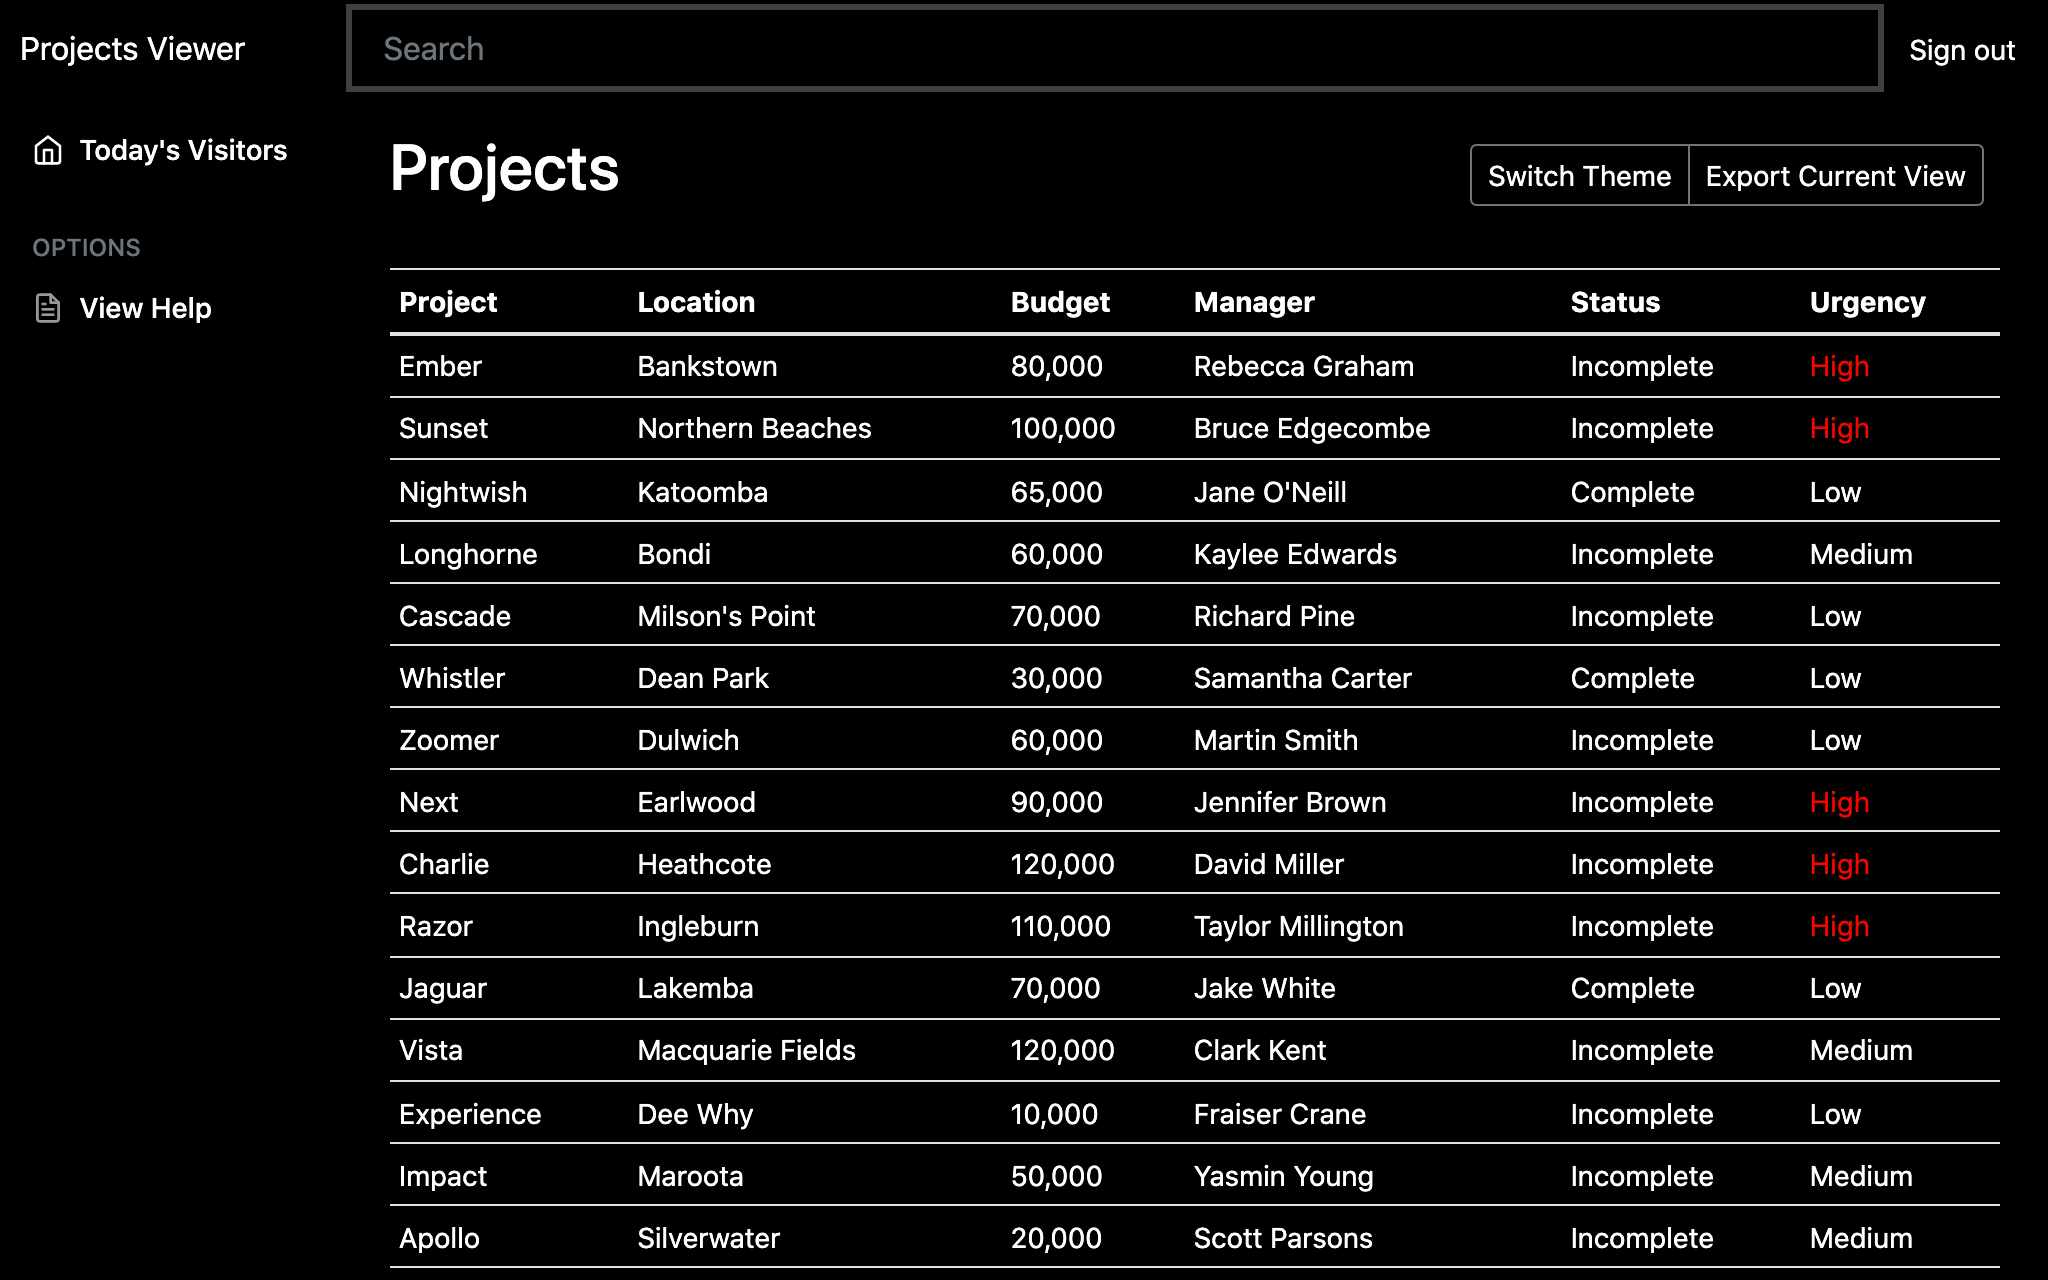 Projects Viewer
Search
Sign out
Today's Visitors
OPTIONS
View Help
Projects
Switch Theme
Export Current View
Project Location Budget Manager Status Urgency
Ember Bankstown 80,000 Rebecca Graham Incomplete High
Sunset Northern Beaches 100,000 Bruce Edgecombe Incomplete High
Nightwish Katoomba 65,000 Jane O'Neill Complete Low
Longhorne Bondi 60,000 Kaylee Edwards Incomplete Medium
Cascade Milson's Point 70,000 Richard Pine Incomplete Low
Whistler Dean Park 30,000 Samantha Carter Complete Low
Zoomer Dulwich 60,000 Martin Smith Incomplete Low
Next Earlwood 90,000 Jennifer Brown Incomplete High
Charlie Heathcote 120,000 David Miller Incomplete High
Razor Ingleburn 110,000 Taylor Millington Incomplete High
Jaguar Lakemba 70,000 Jake White Complete Low
Vista Macquarie Fields 120,000 Clark Kent Incomplete Medium
Experience Dee Why 10,000 Fraiser Crane Incomplete Low
Impact Maroota 50,000 Yasmin Young Incomplete Medium
Apollo Silverwater 20,000 Scott Parsons Incomplete Medium